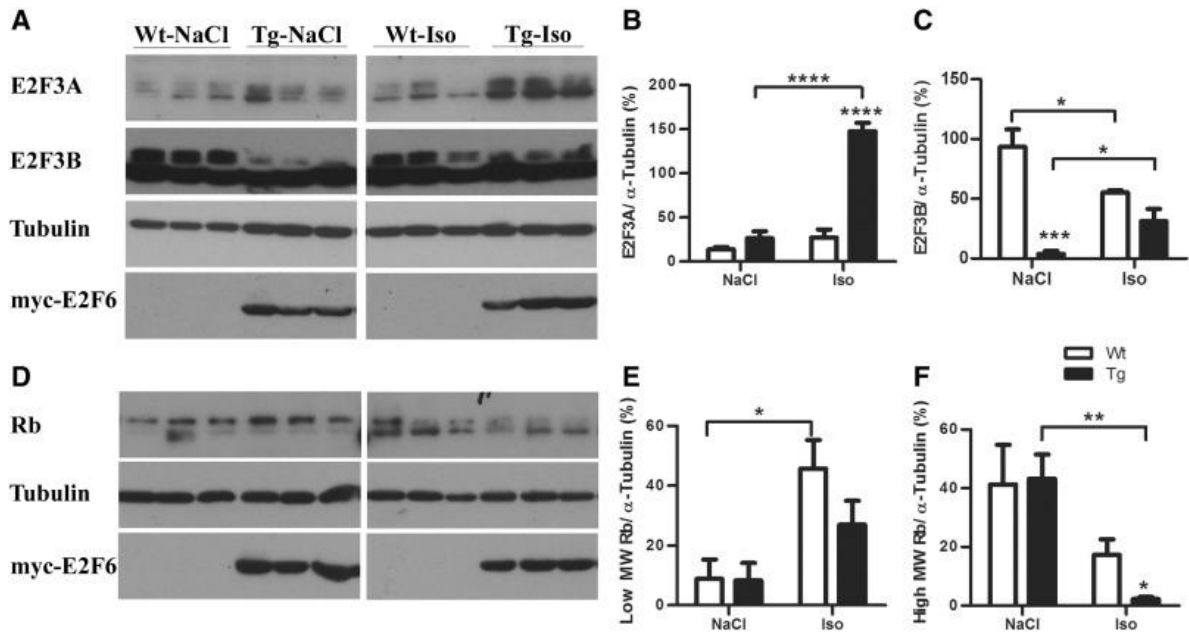 A
Wt-NaCl Tg-NaCl Wt-Iso Tg-Iso
E2F3A
E2F3B
Tubulin
myc-E2F6
B
E2F3A/ α-Tubulin (%)
200
150
100
50
0
****
****
NaCl Iso
C
E2F3B/ α-Tubulin (%)
150
100
50
0
*
*
***
NaCl Iso
Wt
Tg
D
Rb
Tubulin
myc-E2F6
E
Low MW Rb/ α-Tubulin (%)
60
40
20
0
*
NaCl Iso
F
High MW Rb/ α-Tubulin (%)
60
40
20
0
**
*
NaCl Iso